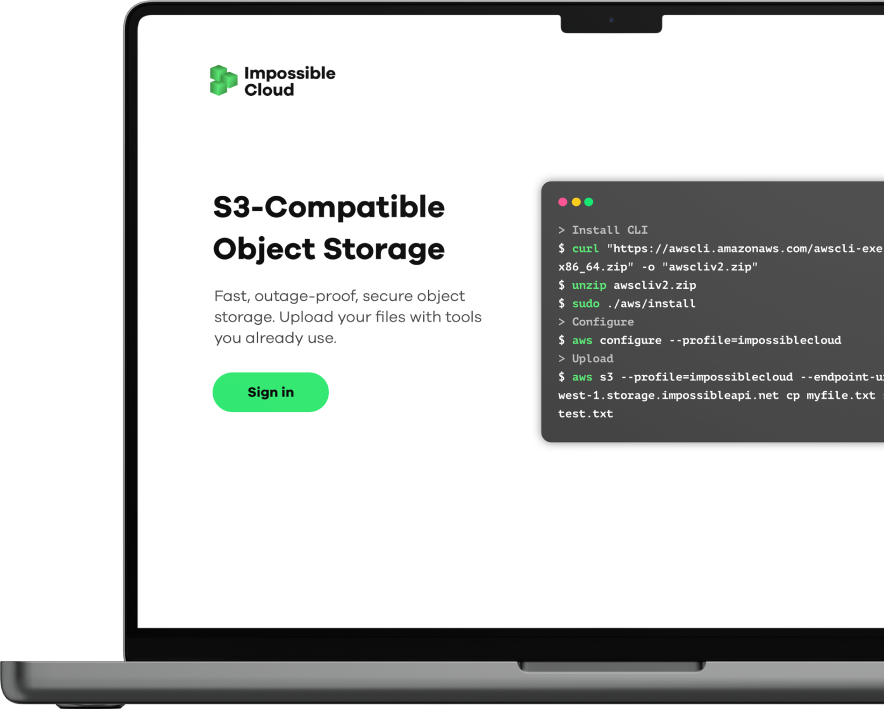 Impossible
Cloud
S3-Compatible
Object Storage
Fast, outage-proof, secure object
storage. Upload your files with tools
you already use.
Sign in
> Install CLI
$ curl "https://awscli.amazonaws.com/awscli-exe
x86_64.zip" -o "awscliv2.zip"
$ unzip awscliv2.zip
$ sudo ./aws/install
> Configure
$ aws configure --profile=impossiblecloud
> Upload
$ aws s3 --profile=impossiblecloud --endpoint-u
west-1.storage.impossibleapi.net cp myfile.txt
test.txt